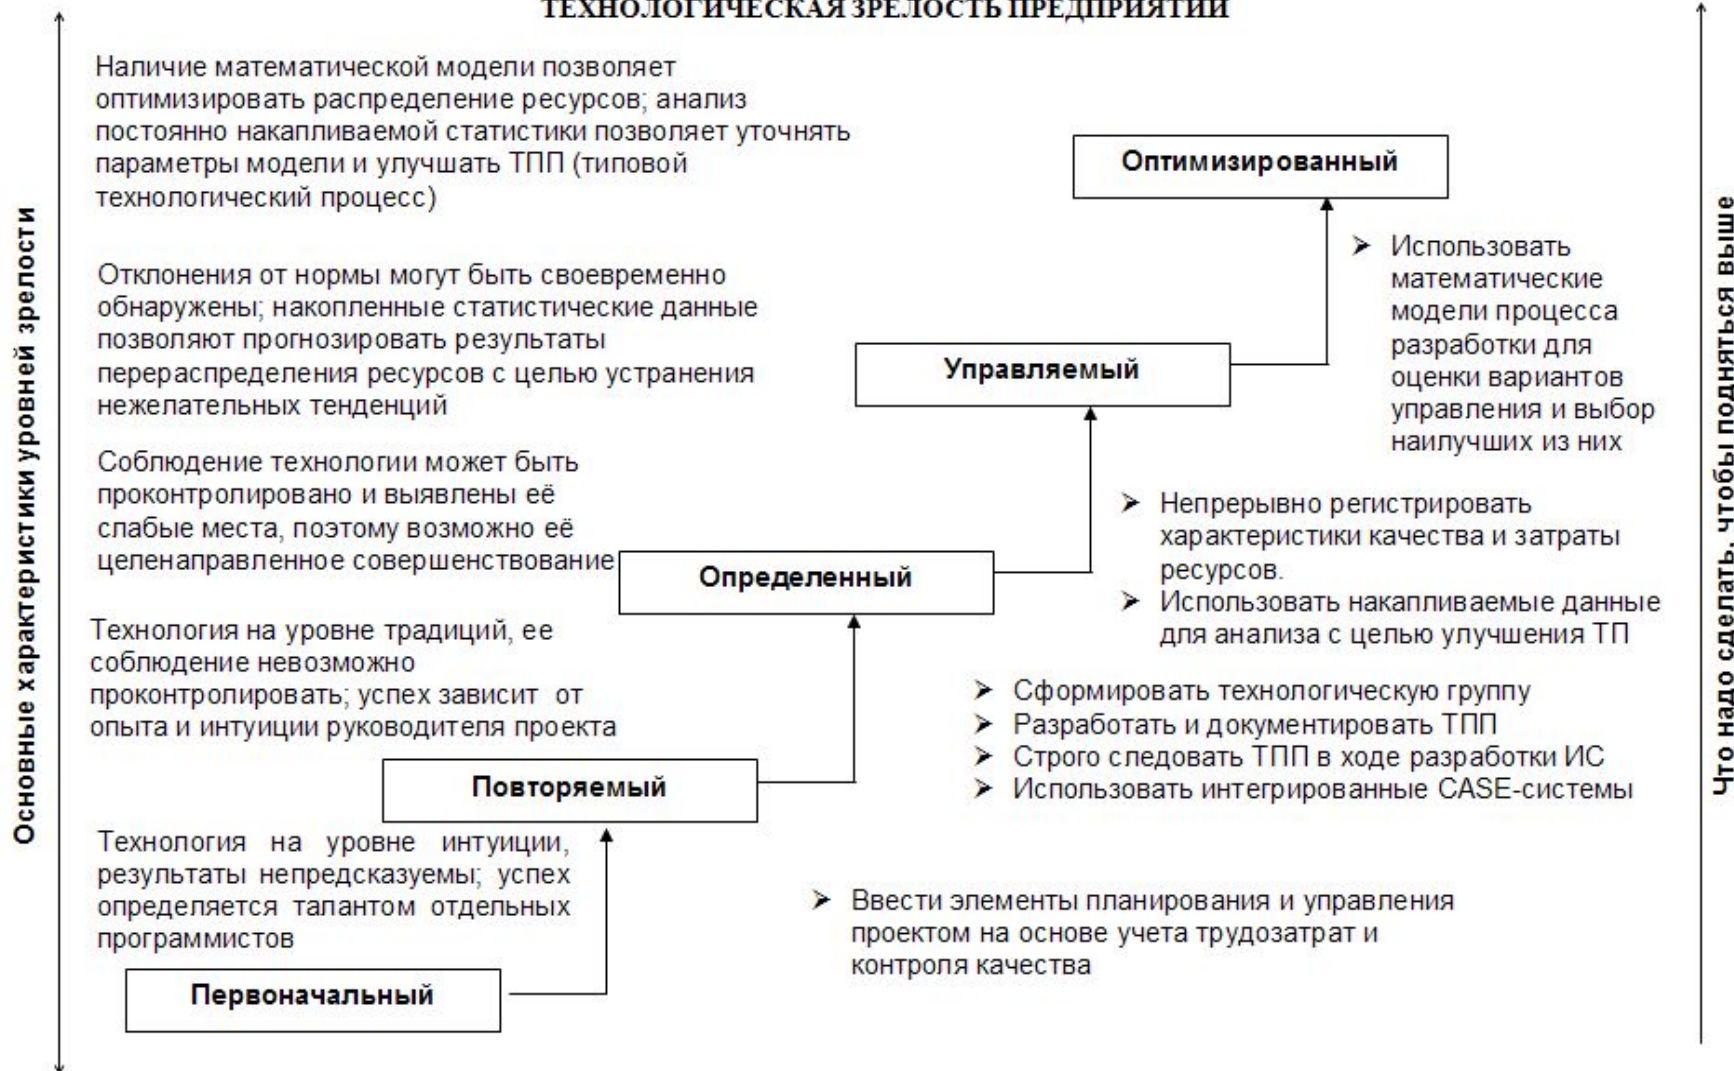 ТЕХНОЛОГИЧЕСКАЯ ЗРЕЛОСТЬ ПРЕДПРИЯТИЙ
Основные характеристики уровней зрелости
Наличие математической модели позволяет
оптимизировать распределение ресурсов; анализ
постоянно накапливаемой статистики позволяет уточнять
параметры модели и улучшать ТПП (типовой
технологический процесс)
Оптимизированный
Отклонения от нормы могут быть своевременно
обнаружены; накопленные статистические данные
позволяют прогнозировать результаты
перераспределения ресурсов с целью устранения
нежелательных тенденций
Управляемый
➢ Использовать
математические
модели процесса
разработки для
оценки вариантов
управления и выбор
наилучших из них
Соблюдение технологии может быть
проконтролировано и выявлены её
слабые места, поэтому возможно её
целенаправленное совершенствование
Определенный
➢ Непрерывно регистрировать
характеристики качества и затраты
ресурсов.
➢ Использовать накапливаемые данные
для анализа с целью улучшения ТП
Технология на уровне традиций, ее
соблюдение невозможно
проконтролировать; успех зависит от
опыта и интуиции руководителя проекта
Повторяемый
➢ Сформировать технологическую группу
➢ Разработать и документировать ТПП
➢ Строго следовать ТПП в ходе разработки ИС
➢ Использовать интегрированные CASE-системы
Технология на уровне интуиции,
результаты непредсказуемы; успех
определяется талантом отдельных
программистов
Первоначальный
➢ Ввести элементы планирования и управления
проектом на основе учета трудозатрат и
контроля качества
Что надо сделать, чтобы подняться выше